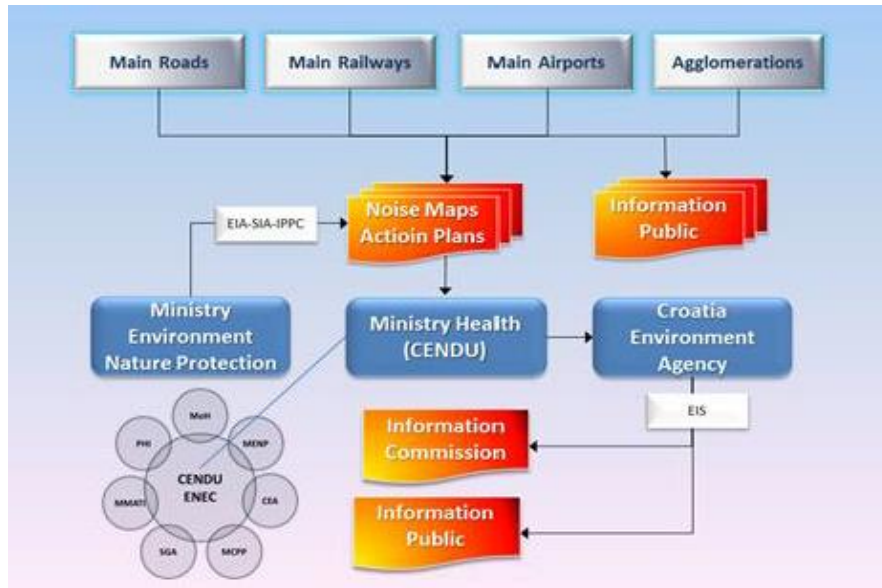 Main Roads
Main Railways
Main Airports
Agglomerations
EIA-SIA-IPPC
Noise Maps
Actioin Plans
Information
Public
Ministry
Environment
Nature Protection
Ministry Health
(CENDU)
Croatia
Environment
Agency
EIS
Information
Commission
Information
Public
MoH
PHI
MENP
CENDU
ENEC
MMATI
CEA
SGA
MCPP